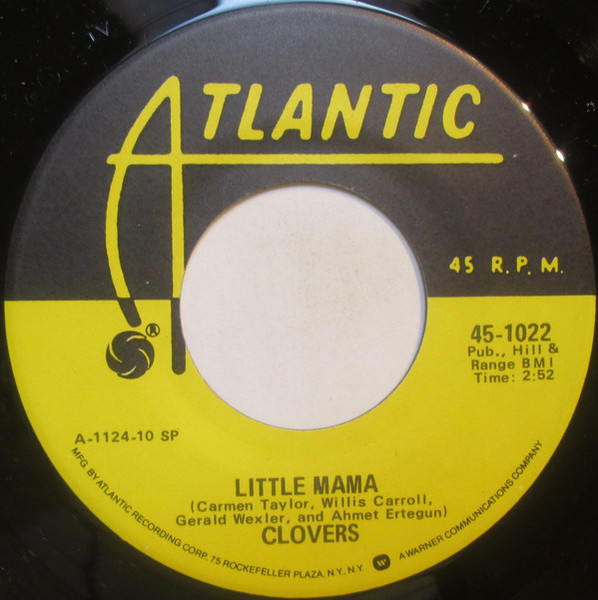 ATLANTIC
45 R.P.M.
®
45-1022
Pub., Hill &
Range BMI
Time: 2:52
A-1124-10 SP
LITTLE MAMA
(Carmen Taylor, Willis Carroll,
Gerald Wexler, and Ahmet Ertegun)
CLOVERS
MFG BY ATLANTIC RECORDING CORP. 75 ROCKEFELLER PLAZA, N.Y. N.Y. A WARNER COMMUNICATIONS COMPANY